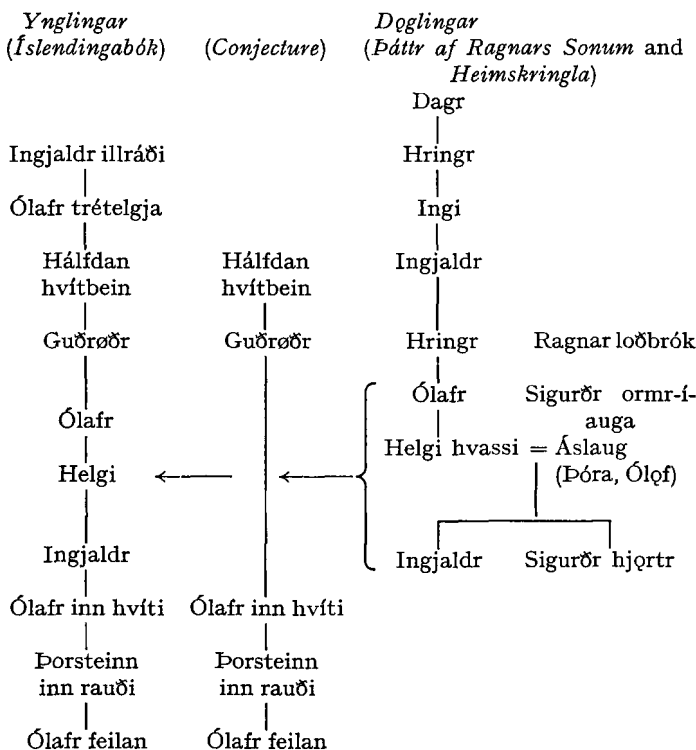 Ynglingar Dǫglingar
(Íslendingabók) (Conjecture) (Þáttr af Ragnars Sonum and
Heimskringla)
Dagr
Ingjaldr illráði Hringr
Ólafr trételgja Ingi
Hálfdan Hálfdan Ingjaldr
hvítbein hvítbein
Guðrøðr Guðrøðr Hringr Ragnar loðbrók
Ólafr Ólafr Sigurðr ormr-í-
auga
Helgi hvassi = Áslaug
Helgi (Þóra, Ólǫf)
Ingjaldr Ingjaldr Sigurðr hjǫrtr
Ólafr inn hvíti Ólafr inn hvíti
Þorsteinn Þorsteinn
inn rauði inn rauði
Ólafr feilan Ólafr feilan